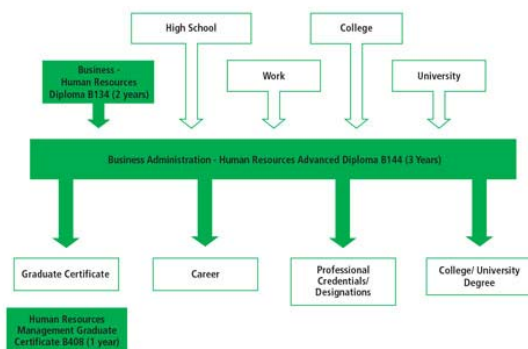 High School
College
Business -
Human Resources
Diploma B134 (2 years)
Work
University
Business Administration - Human Resources Advanced Diploma B144 (3 Years)
Graduate Certificate
Career
Professional
Credentials/
Designations
College/ University
Degree
Human Resources
Management Graduate
Certificate B408 (1 year)